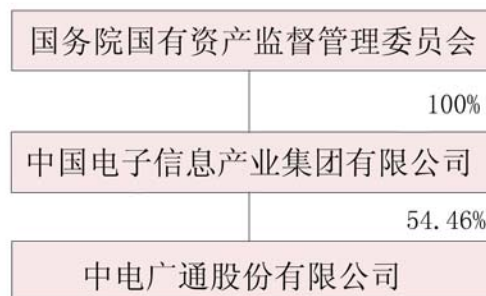 国务院国有资产监督管理委员会
100%
中国电子信息产业集团有限公司
54.46%
中电广通股份有限公司